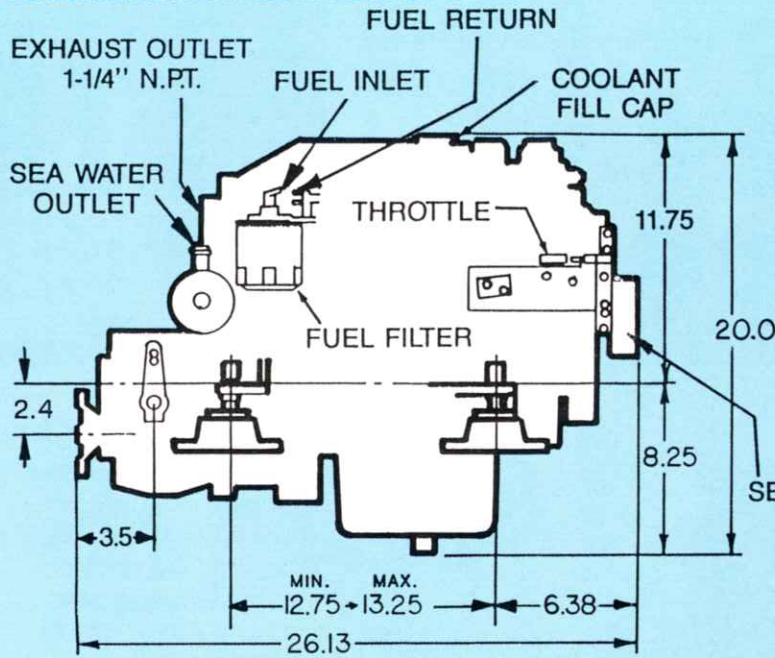 FUEL RETURN
EXHAUST OUTLET
1-1/4" N.P.T.
FUEL INLET
COOLANT
FILL CAP
SEA WATER
OUTLET
THROTTLE
11.75
FUEL FILTER
20.0
2.4
8.25
SE
3.5
MIN. MAX.
12.75 13.25
6.38
26.13